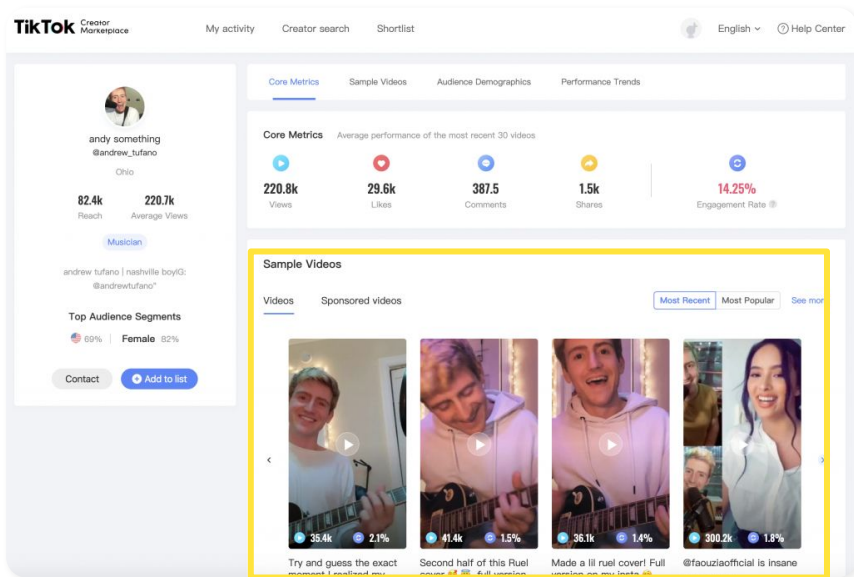 TikTok Creator Marketplace
My activity Creator search Shortlist
English ? Help Center
andy something
@andrew_tufano
Ohio
82.4k 220.7k
Reach Average Views
Musician
andrew tufano | nashville boyIG:
@andrewtufano"
Top Audience Segments
69% Female 82%
Contact Add to list
Core Metrics Sample Videos Audience Demographics Performance Trends
Core Metrics Average performance of the most recent 30 videos
220.8k 29.6k 387.5 1.5k 14.25%
Views Likes Comments Shares Engagement Rate ?
Sample Videos
Videos Sponsored videos Most Recent Most Popular See mor
35.4k 2.1% 41.4k 1.5% 36.1k 1.4% 300.2k 1.8%
Try and guess the exact Second half of this Ruel Made a lil ruel cover! Full @faouziaofficial is insane
moment I realized my cover full version version on my insta